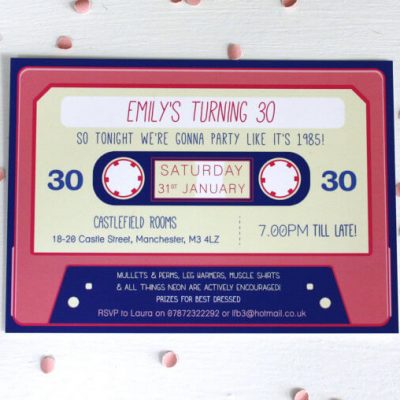 EMILY'S TURNING 30
SO TONIGHT WE'RE GONNA PARTY LIKE IT'S 1985!
30
SATURDAY
31ST JANUARY
30
CASTLEFIELD ROOMS
18-20 Castle Street, Manchester, M3 4LZ
7.00PM TILL LATE!
MULLETS & PERMS, LEG WARMERS, MUSCLE SHIRTS
& ALL THINGS NEON ARE ACTIVELY ENCOURAGED!
PRIZES FOR BEST DRESSED
RSVP to Laura on 07872322292 or lfb3@hotmail.co.uk